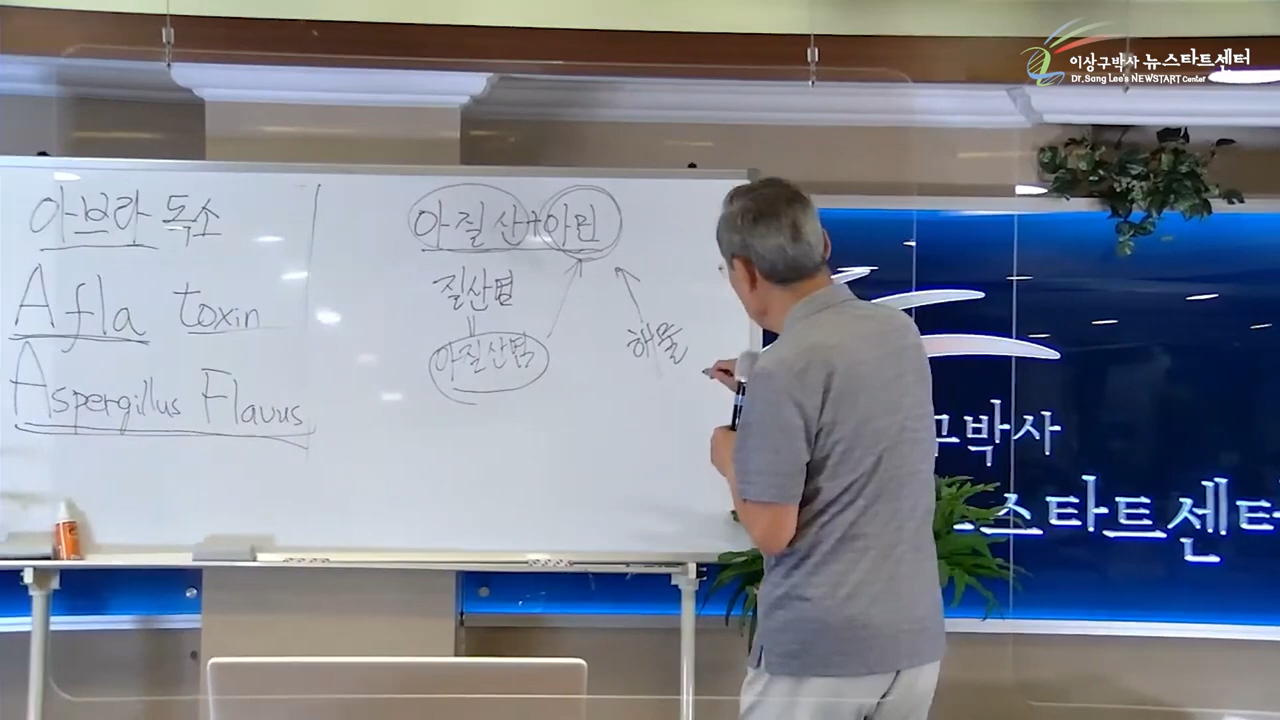 이상구박사 뉴스타트센터
Dr.Sang Lee's NEWSTART Center
아브라 독소
Afla toxin
Aspergillus Flavus
아질산+아민
질산염
아질산염
해물
구박사
스타트센터